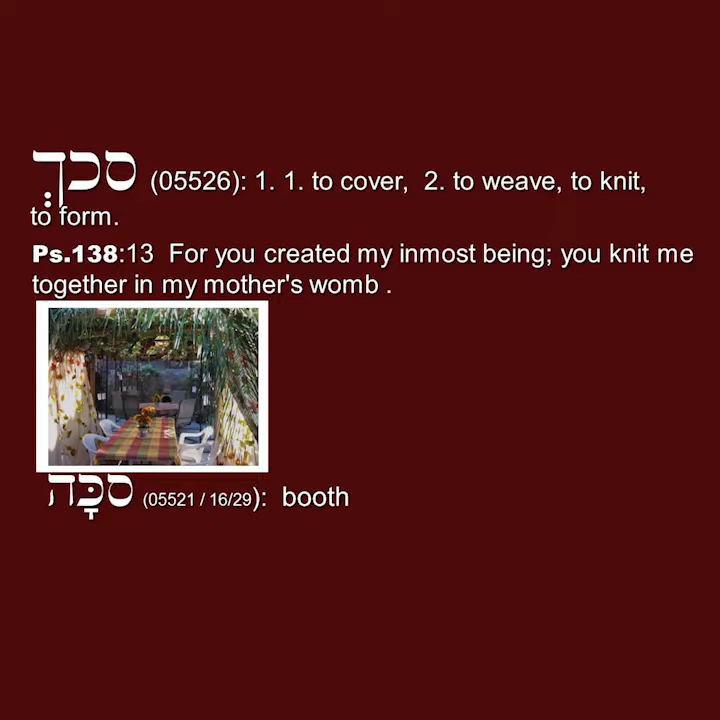 סכךְ (05526): 1. 1. to cover, 2. to weave, to knit,
to form.
Ps.138:13 For you created my inmost being; you knit me
together in my mother's womb .
סכָּה (05521 / 16/29): booth